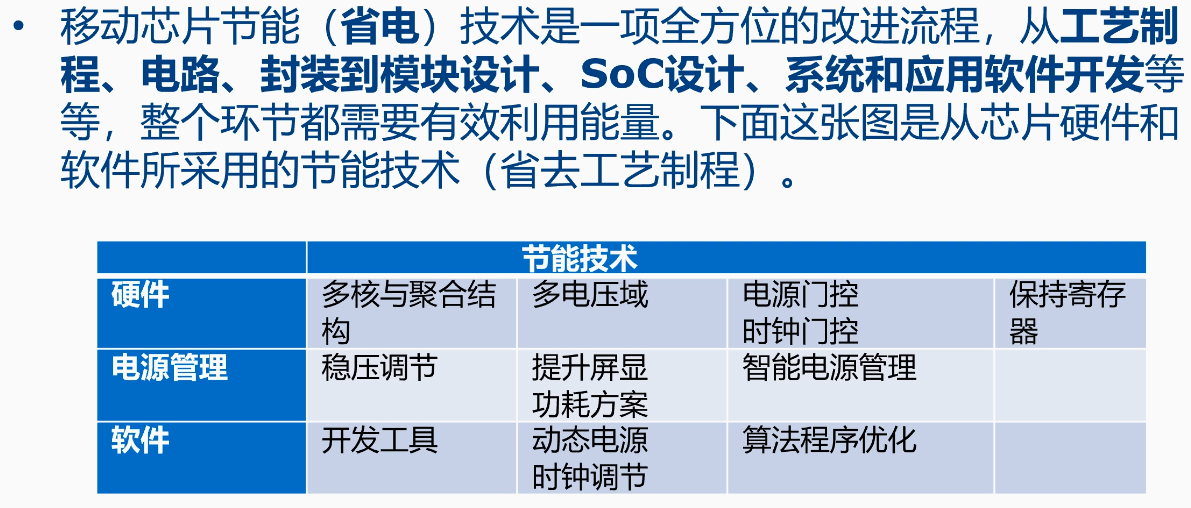 • 移动芯片节能（省电）技术是一项全方位的改进流程，从工艺制
程、电路、封装到模块设计、SoC设计、系统和应用软件开发等
等，整个环节都需要有效利用能量。下面这张图是从芯片硬件和
软件所采用的节能技术（省去工艺制程）。
节能技术
硬件
多核与聚合结
构
多电压域
电源门控
时钟门控
保持寄存
器
电源管理
稳压调节
提升屏显
功耗方案
智能电源管理
软件
开发工具
动态电源
时钟调节
算法程序优化